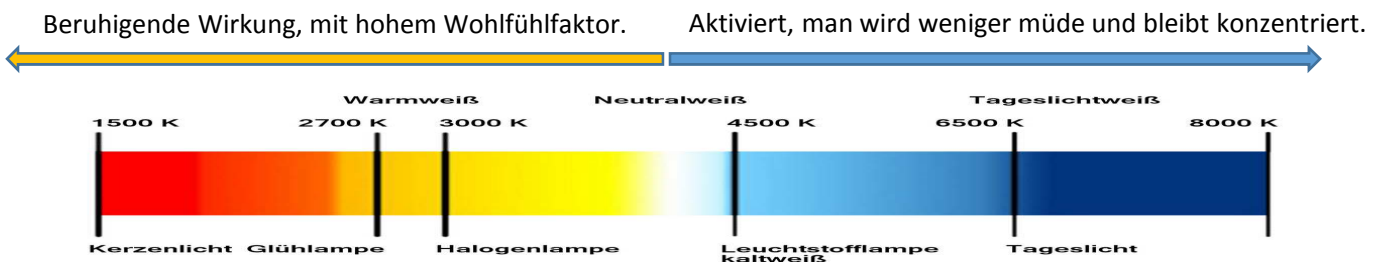 Beruhigende Wirkung, mit hohem Wohlfühlfaktor. Aktiviert, man wird weniger müde und bleibt konzentriert.
Warmweiß Neutralweiß Tageslichtweiß
1500 K 2700 K 3000 K 4500 K 6500 K 8000 K
Kerzenlicht Glühlampe Halogenlampe Leuchtstofflampe Tageslicht
kaltweiß